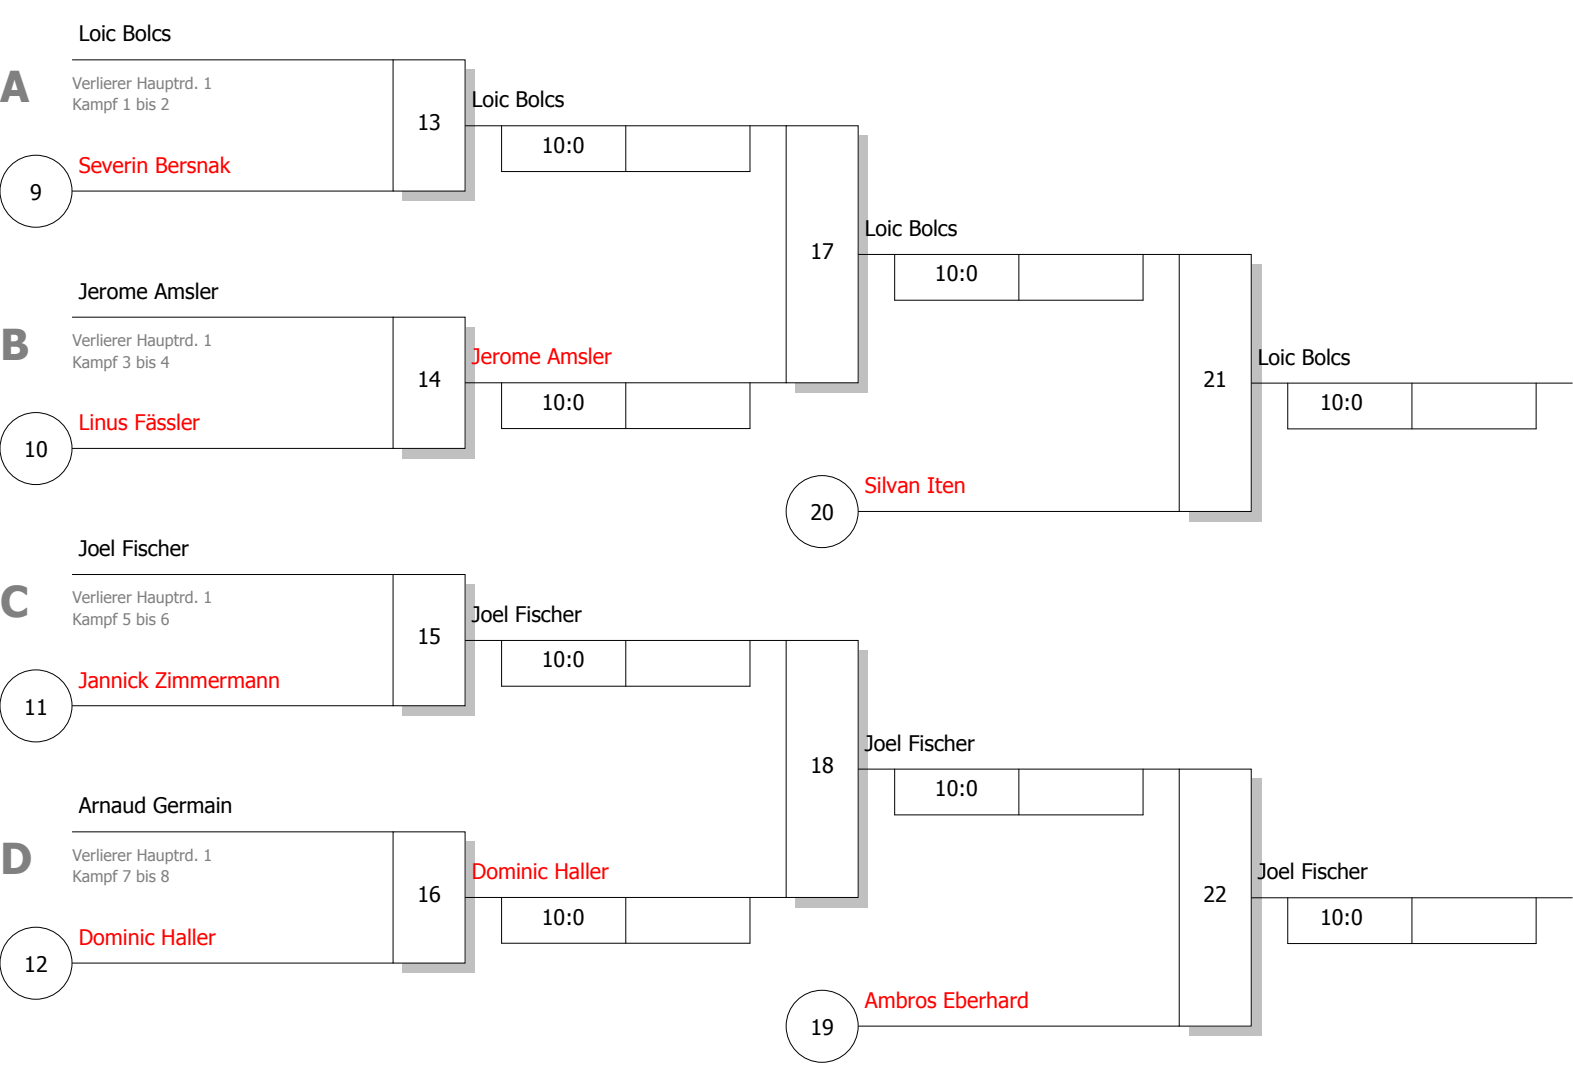 Loic Bolcs
A
Verlierer Hauptrd. 1
Kampf 1 bis 2
13
Loic Bolcs
10:0
Severin Bersnak
9
17
Loic Bolcs
10:0
Jerome Amsler
B
Verlierer Hauptrd. 1
Kampf 3 bis 4
14
Jerome Amsler
10:0
Linus Fässler
10
21
Loic Bolcs
10:0
Silvan Iten
20
Joel Fischer
C
Verlierer Hauptrd. 1
Kampf 5 bis 6
15
Joel Fischer
10:0
Jannick Zimmermann
11
18
Joel Fischer
10:0
Arnaud Germain
D
Verlierer Hauptrd. 1
Kampf 7 bis 8
16
Dominic Haller
10:0
Dominic Haller
12
22
Joel Fischer
10:0
Ambros Eberhard
19